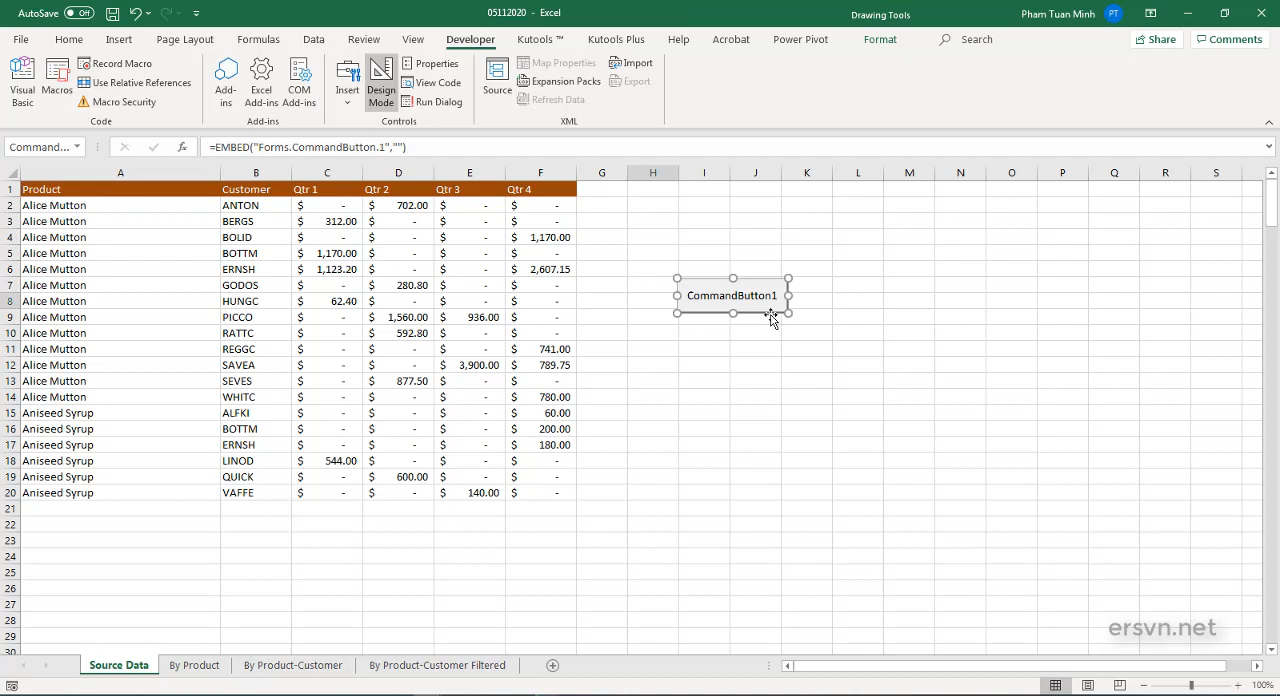 AutoSave Off
05112020 - Excel
Drawing Tools
Pham Tuan Minh PT
File Home Insert Page Layout Formulas Data Review View Developer Kutools ™ Kutools Plus Help Acrobat Power Pivot Format Search Share Comments
Visual Basic
Macros
Record Macro
Use Relative References
Macro Security
Code
Add-ins
Excel Add-ins
COM Add-ins
Add-ins
Insert
Design Mode
Properties
View Code
Run Dialog
Controls
Source
Map Properties
Expansion Packs
Refresh Data
Import
Export
XML
Command... fx =EMBED("Forms.CommandButton.1","")
A B C D E F G H I J K L M N O P Q R S
1 Product Customer Qtr 1 Qtr 2 Qtr 3 Qtr 4
2 Alice Mutton ANTON $ - $ 702.00 $ - $ -
3 Alice Mutton BERGS $ 312.00 $ - $ - $ -
4 Alice Mutton BOLID $ - $ - $ - $ 1,170.00
5 Alice Mutton BOTTM $ 1,170.00 $ - $ - $ -
6 Alice Mutton ERNSH $ 1,123.20 $ - $ - $ 2,607.15
7 Alice Mutton GODOS $ - $ 280.80 $ - $ -
8 Alice Mutton HUNGC $ 62.40 $ - $ - $ -
9 Alice Mutton PICCO $ - $ 1,560.00 $ 936.00 $ -
10 Alice Mutton RATTC $ - $ 592.80 $ - $ -
11 Alice Mutton REGGC $ - $ - $ - $ 741.00
12 Alice Mutton SAVEA $ - $ - $ 3,900.00 $ 789.75
13 Alice Mutton SEVES $ - $ 877.50 $ - $ -
14 Alice Mutton WHITC $ - $ - $ - $ 780.00
15 Aniseed Syrup ALFKI $ - $ - $ - $ 60.00
16 Aniseed Syrup BOTTM $ - $ - $ - $ 200.00
17 Aniseed Syrup ERNSH $ - $ - $ - $ 180.00
18 Aniseed Syrup LINOD $ 544.00 $ - $ - $ -
19 Aniseed Syrup QUICK $ - $ 600.00 $ - $ -
20 Aniseed Syrup VAFFE $ - $ - $ 140.00 $ -
21
22
23
24
25
26
27
28
29
30
CommandButton1
ersvn.net
Source Data By Product By Product-Customer By Product-Customer Filtered
100%